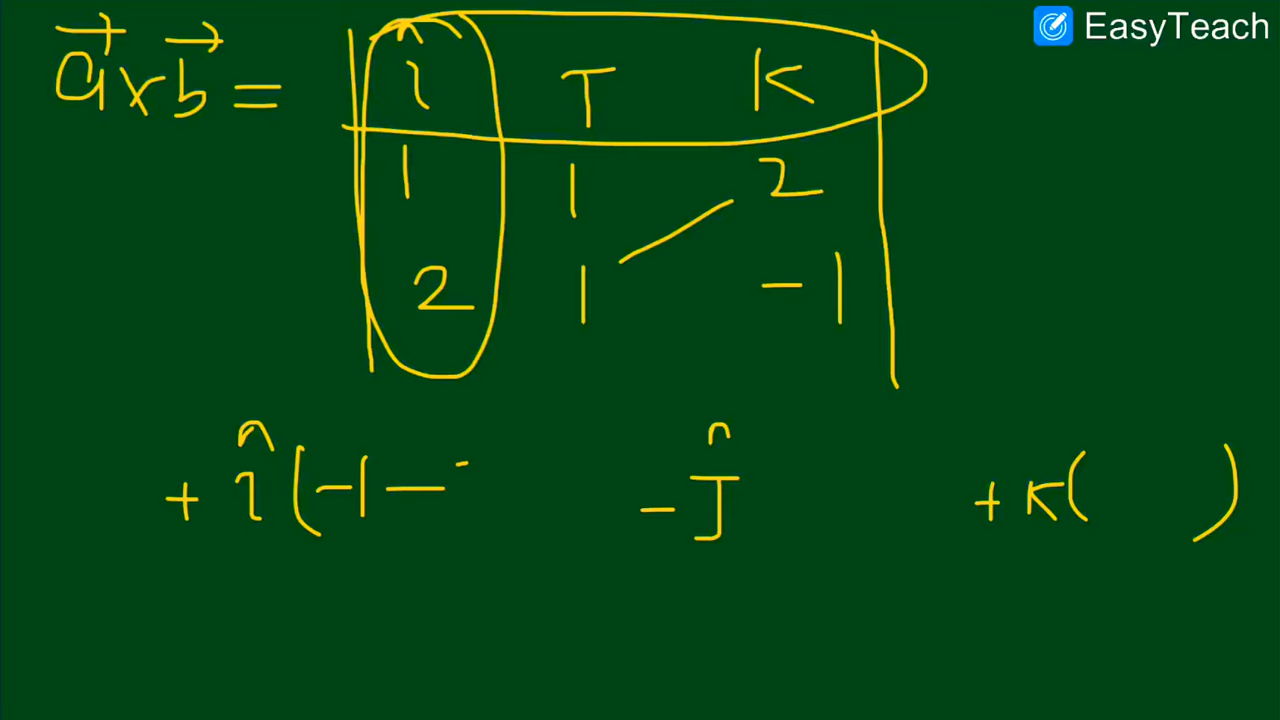 EasyTeach
a×b = | î J K |
1 1 2
2 1 -1
+ î (-1 - - Ĵ + K( )